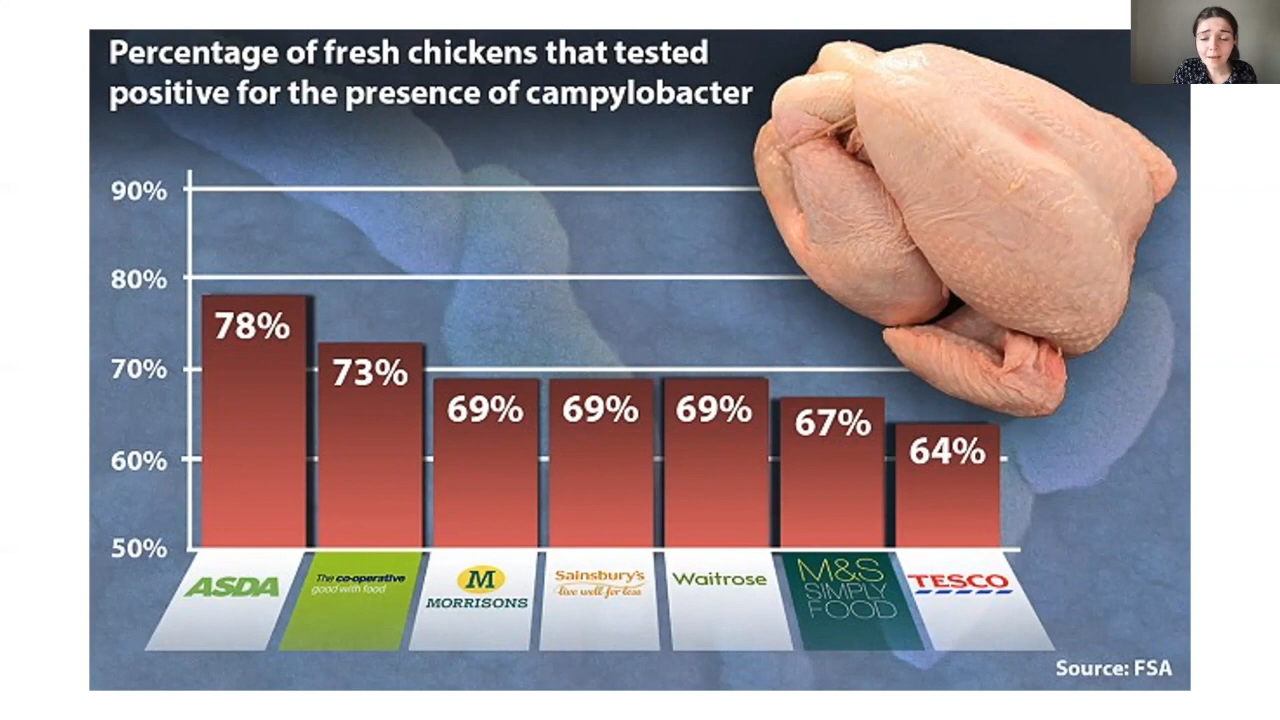 Percentage of fresh chickens that tested
positive for the presence of campylobacter
90%
80%
70%
60%
50%
78%
73%
69%
69%
69%
67%
64%
ASDA
The co-operative
good with food
M
MORRISONS
Sainsbury's
live well for less
Waitrose
M&S
SIMPLY
FOOD
TESCO
Source: FSA